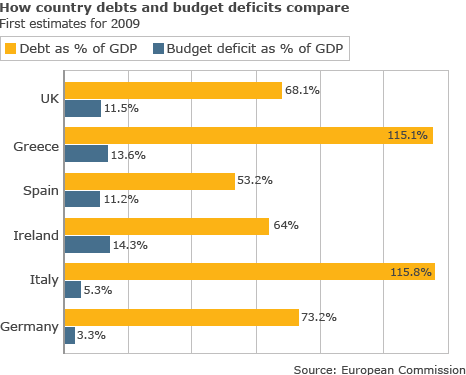 How country debts and budget deficits compare
First estimates for 2009
Debt as % of GDP Budget deficit as % of GDP
UK 68.1%
11.5%
Greece 115.1%
13.6%
Spain 53.2%
11.2%
Ireland 64%
14.3%
Italy 115.8%
5.3%
Germany 73.2%
3.3%
Source: European Commission